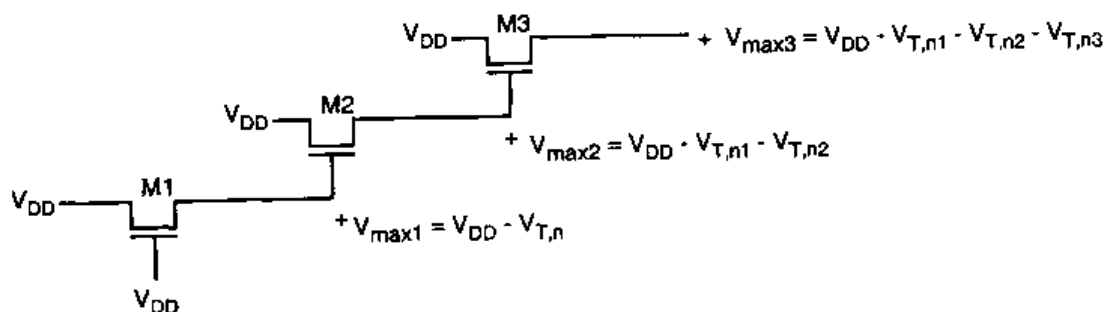 M3
V_DD
+ V_max3 = V_DD - V_T,n1 - V_T,n2 - V_T,n3
M2
V_DD
+ V_max2 = V_DD - V_T,n1 - V_T,n2
M1
V_DD
+ V_max1 = V_DD - V_T,n
V_DD